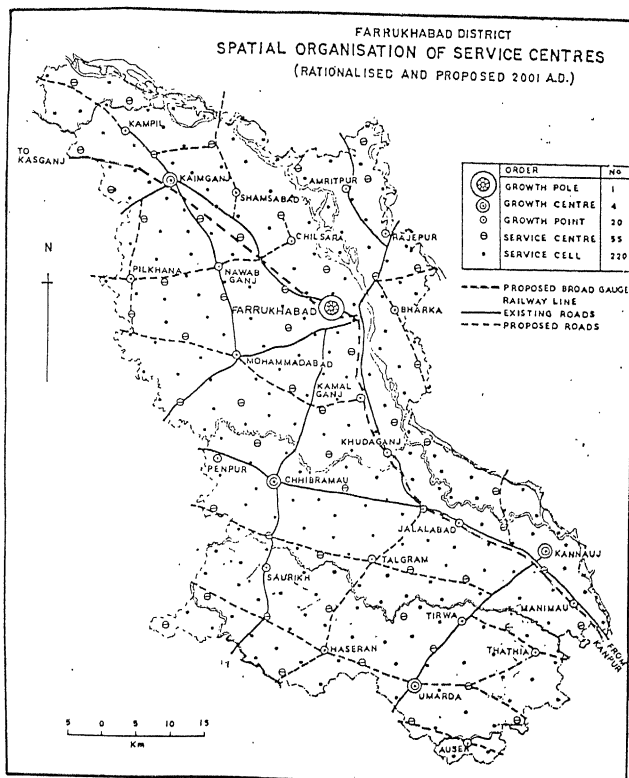 FARRUKHABAD DISTRICT
SPATIAL ORGANISATION OF SERVICE CENTRES
(RATIONALISED AND PROPOSED 2001 A.D.)
KAMPIL
TO
KASGANJ
KAIMGANJ
SHAMSABAD
AMRITPUR
ORDER NO
GROWTH POLE 1
GROWTH CENTRE 4
GROWTH POINT 20
SERVICE CENTRE 55
SERVICE CELL 220
PROPOSED BROAD GAUGE
RAILWAY LINE
EXISTING ROADS
PROPOSED ROADS
N
CHILSARA
RAJEPUR
PILKHANA
NAWAB
GANJ
FARRUKHABAD
BHARKA
MOHAMMADABAD
KAMAL
GANJ
KHUDAGANJ
PENPUR
CHHIBRAMAU
JALALABAD
KANNAUJ
TALGRAM
SAURIKH
MANIMAU
TIRWA
FROM
KANPUR
HASERAN
THATHIA
UMARDA
AUSER
5 0 5 10 15
Km